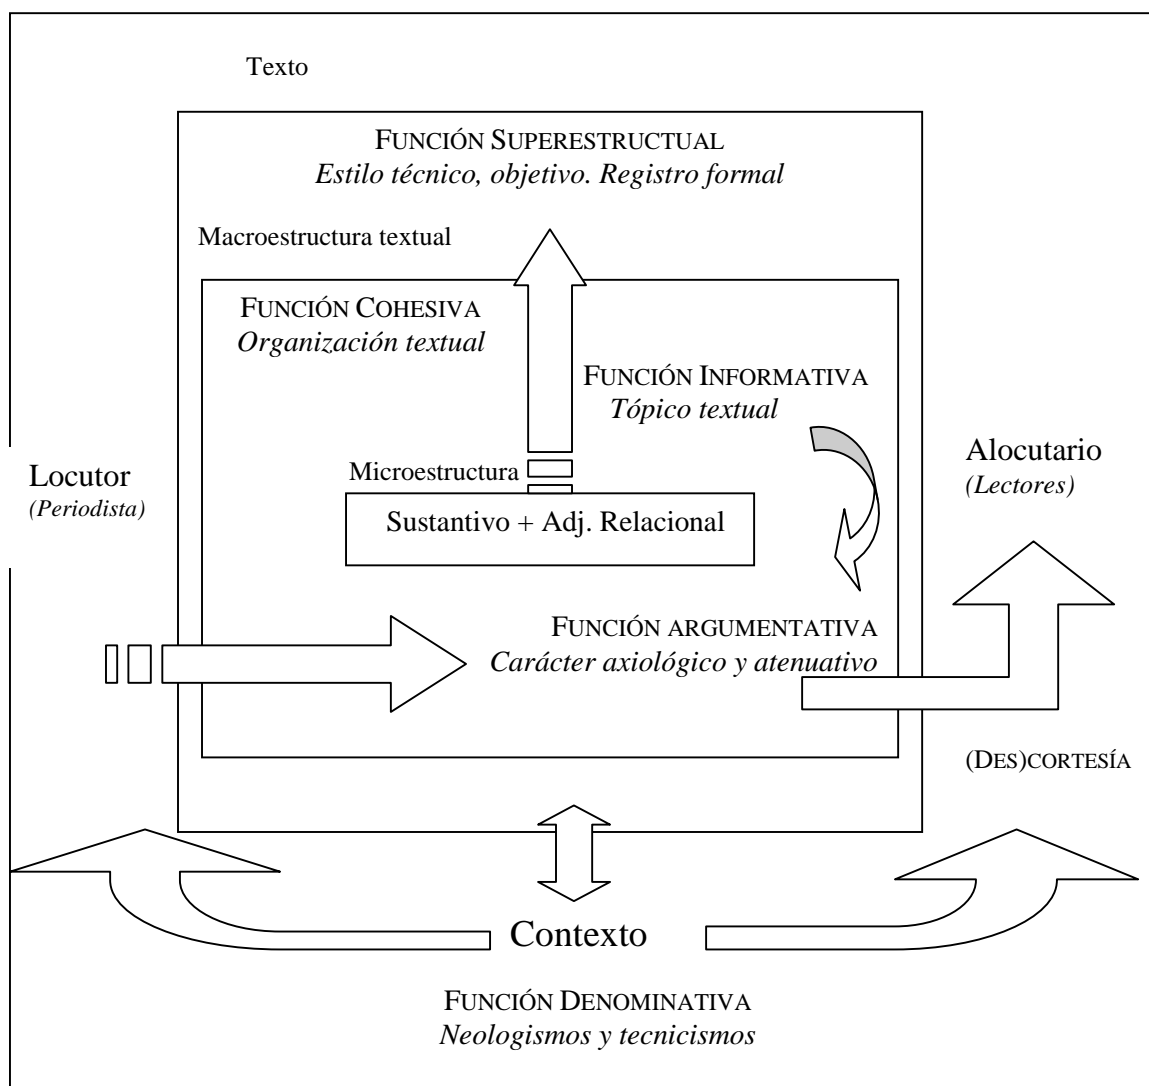 Texto
FUNCIÓN SUPERESTRUCTUAL
Estilo técnico, objetivo. Registro formal
Macroestructura textual
FUNCIÓN COHESIVA
Organización textual
FUNCIÓN INFORMATIVA
Tópico textual
Locutor
(Periodista)
Microestructura
Sustantivo + Adj. Relacional
Alocutario
(Lectores)
FUNCIÓN ARGUMENTATIVA
Carácter axiológico y atenuativo
(DES)CORTESÍA
Contexto
FUNCIÓN DENOMINATIVA
Neologismos y tecnicismos